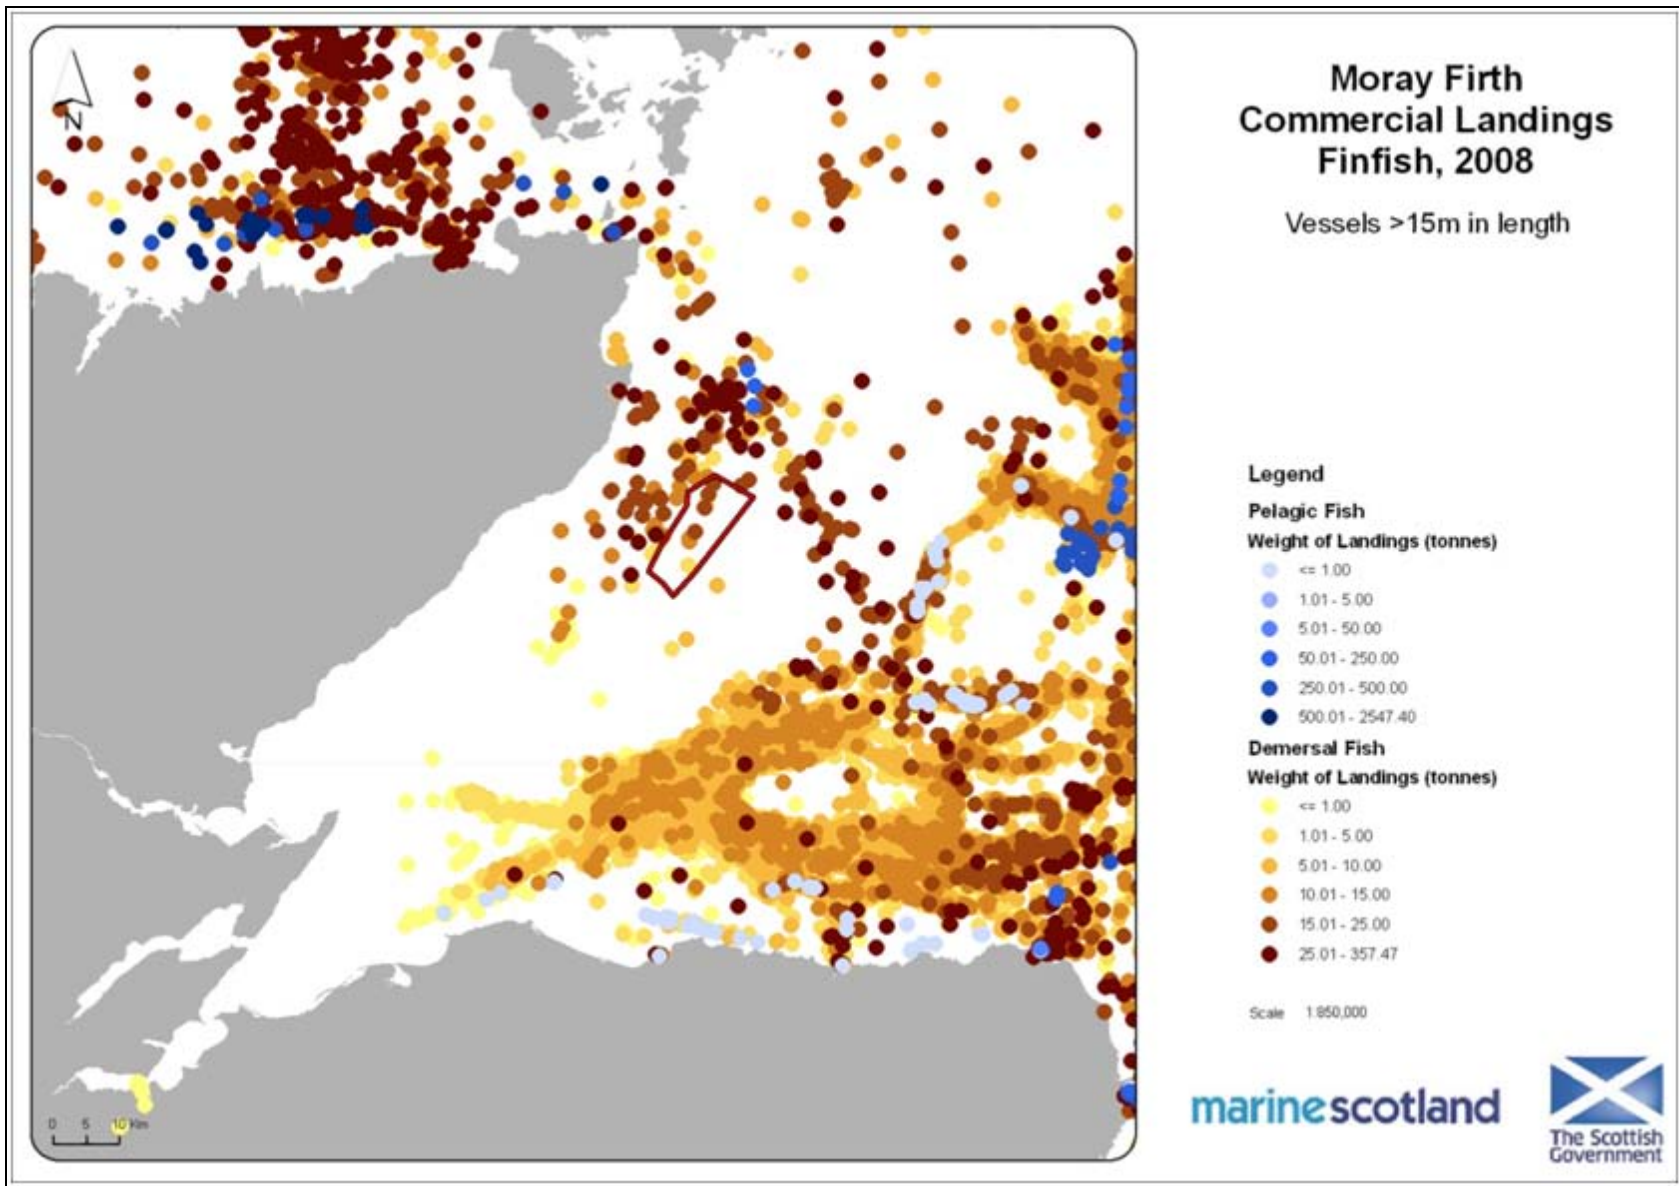 N
Moray Firth
Commercial Landings
Finfish, 2008
Vessels >15m in length
Legend
Pelagic Fish
Weight of Landings (tonnes)
<= 1.00
1.01 - 5.00
5.01 - 50.00
50.01 - 250.00
250.01 - 500.00
500.01 - 2547.40
Demersal Fish
Weight of Landings (tonnes)
<= 1.00
1.01 - 5.00
5.01 - 10.00
10.01 - 15.00
15.01 - 25.00
25.01 - 357.47
Scale 1:850,000
0 5 10 Km
marinescotland
The Scottish
Government